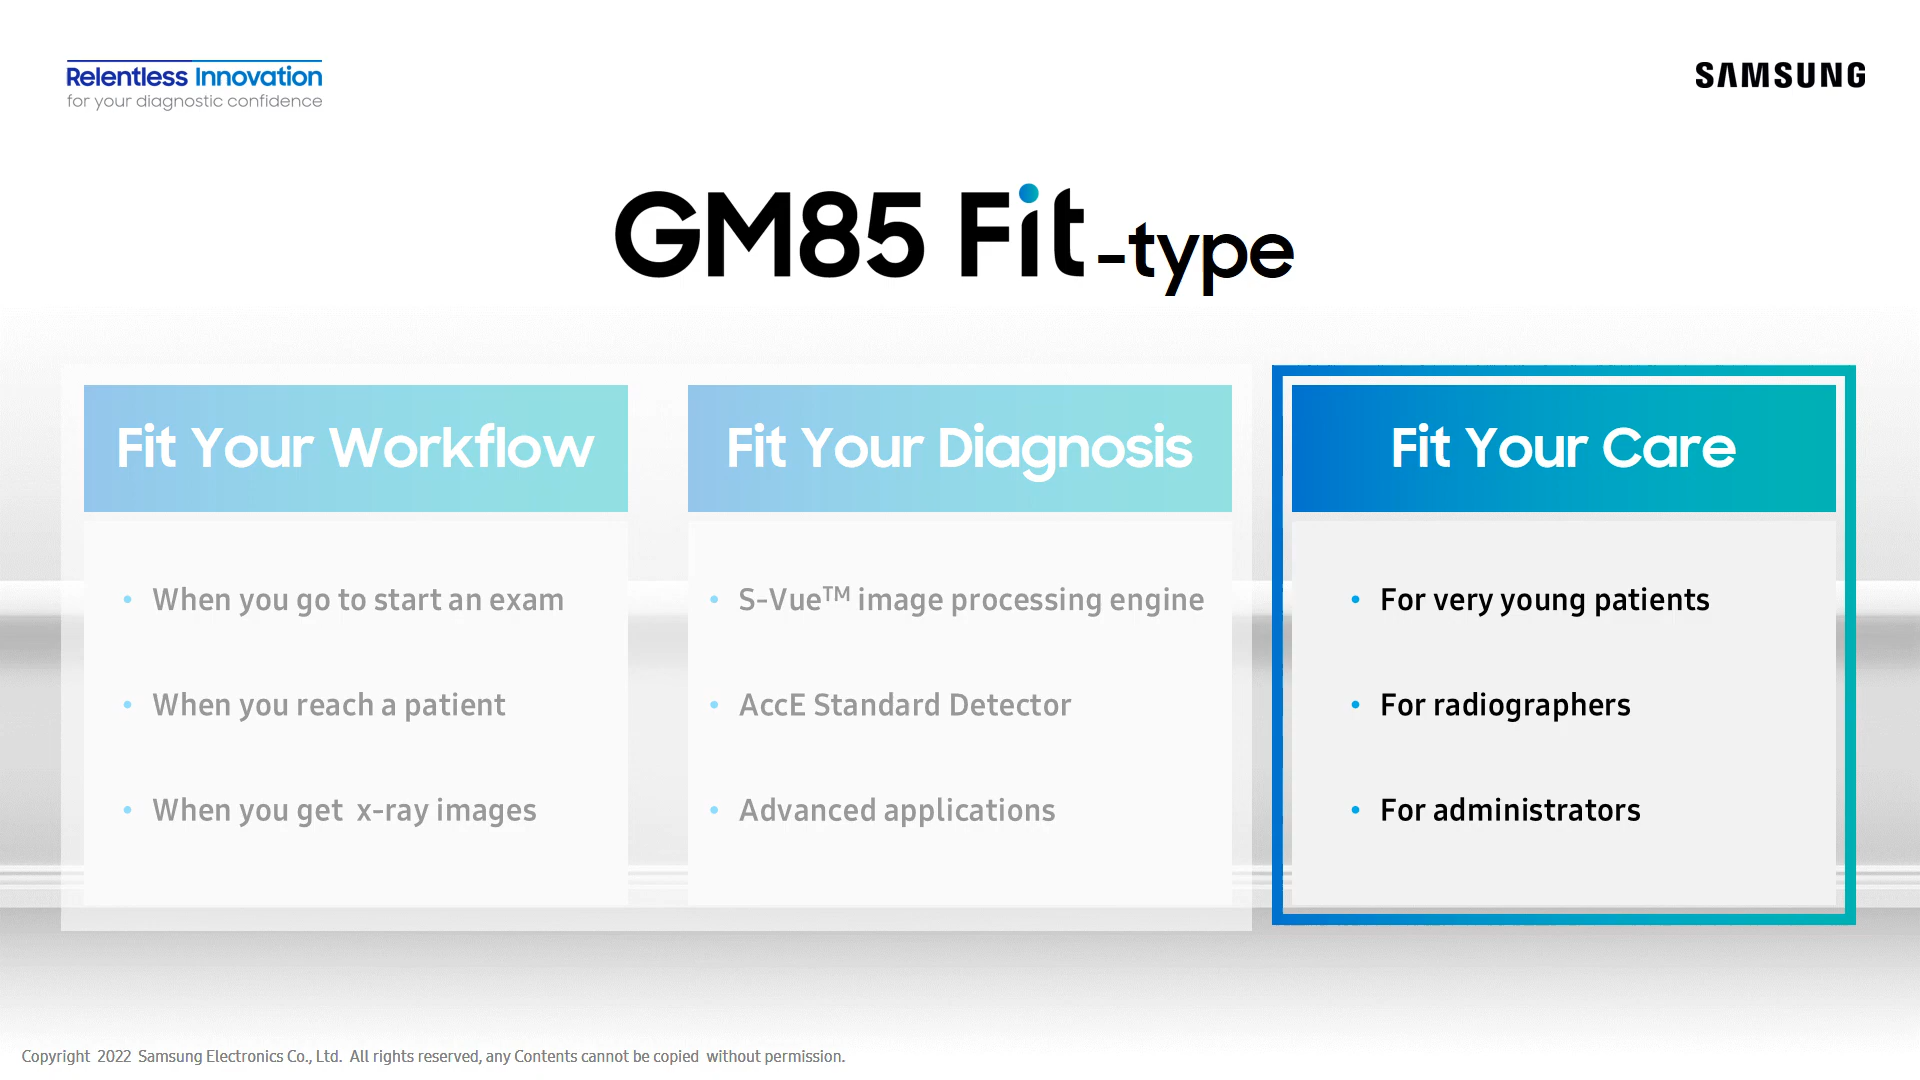 Relentless Innovation
for your diagnostic confidence
SAMSUNG
GM85 Fit -type
Fit Your Workflow
• When you go to start an exam
• When you reach a patient
• When you get x-ray images
Fit Your Diagnosis
• S-Vue™ image processing engine
• AccE Standard Detector
• Advanced applications
Fit Your Care
• For very young patients
• For radiographers
• For administrators
Copyright 2022 Samsung Electronics Co., Ltd. All rights reserved, any Contents cannot be copied without permission.